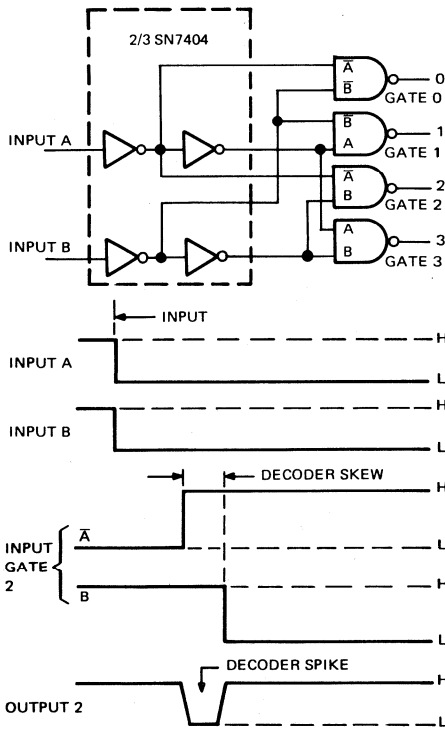 2/3 SN7404
A̅
B̅
0
GATE 0
INPUT A
B̅
A
1
GATE 1
A̅
B
2
GATE 2
INPUT B
A
B
3
GATE 3
INPUT
H
INPUT A
L
H
INPUT B
L
DECODER SKEW
H
A̅
L
INPUT
GATE
2
H
B
L
DECODER SPIKE
H
OUTPUT 2
L